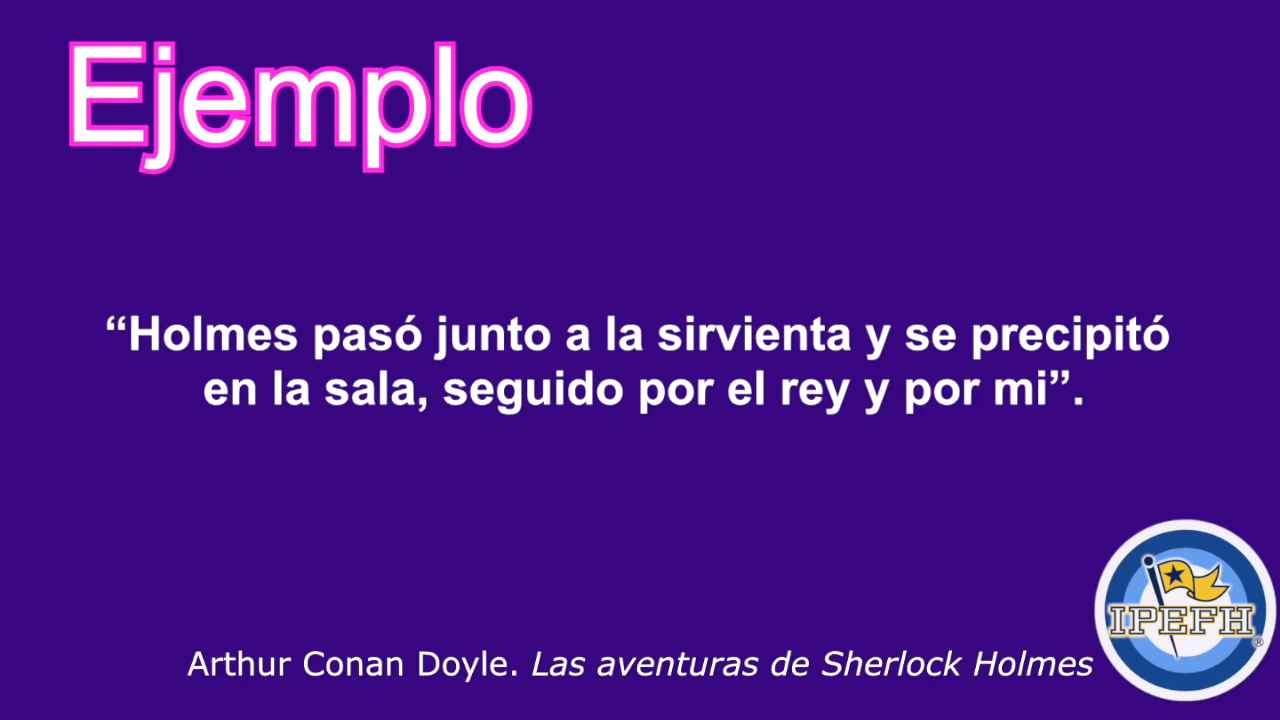 Ejemplo
“Holmes pasó junto a la sirvienta y se precipitó
en la sala, seguido por el rey y por mi”.
IPEFH
®
Arthur Conan Doyle. Las aventuras de Sherlock Holmes